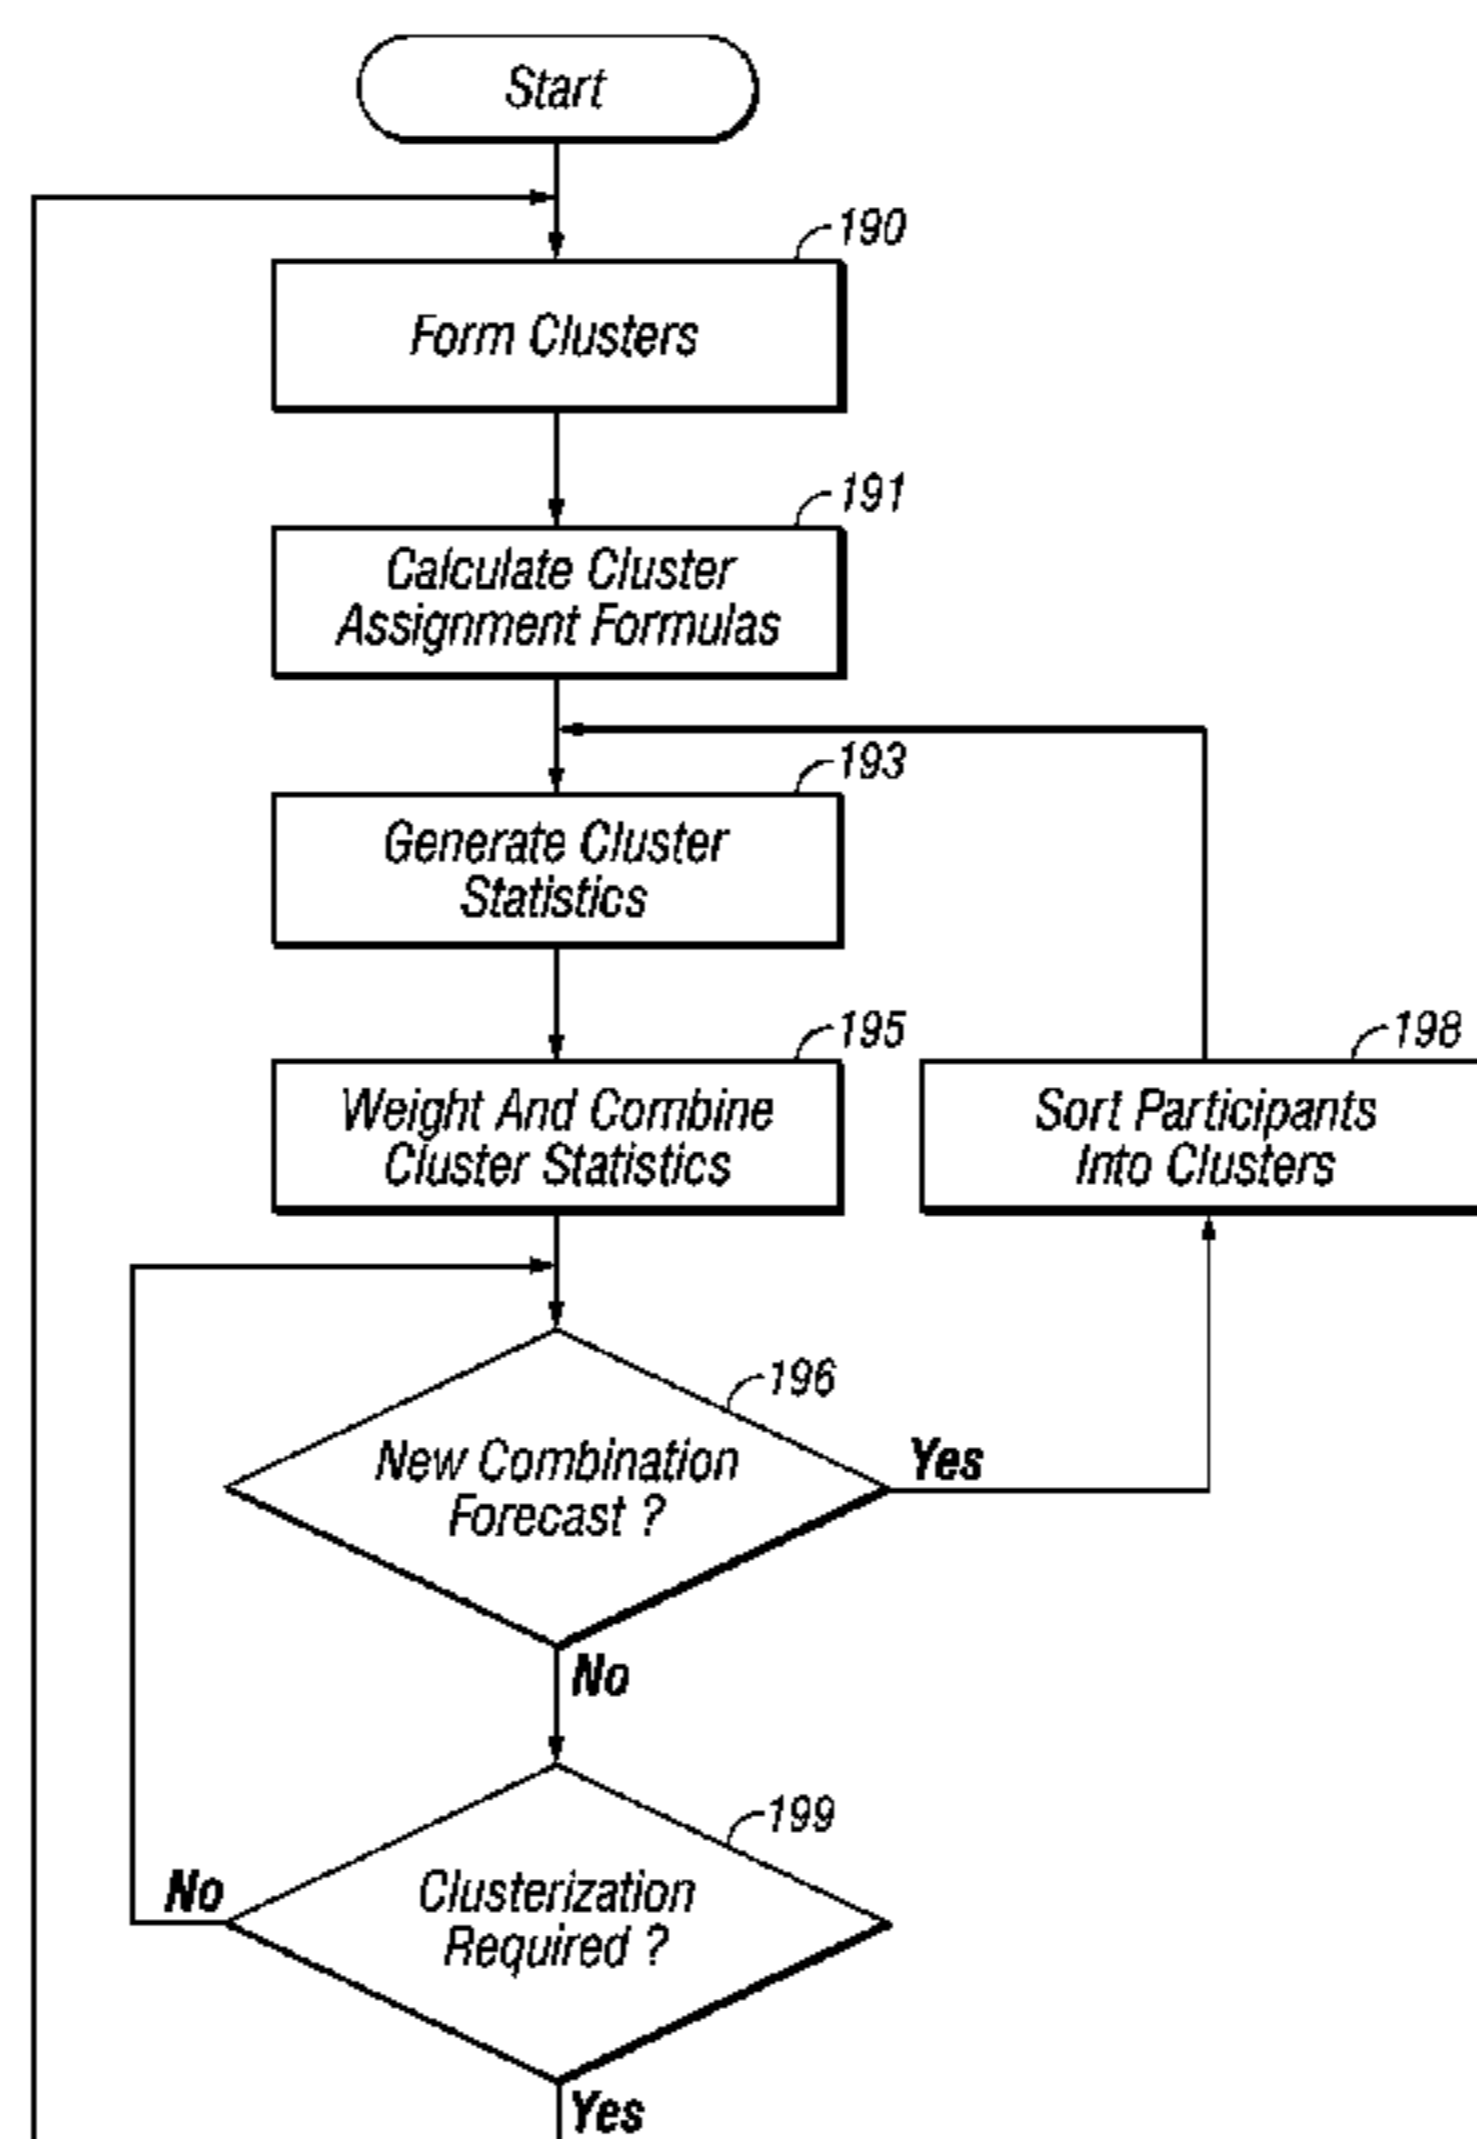 Start
190
Form Clusters
191
Calculate Cluster
Assignment Formulas
193
Generate Cluster
Statistics
195
Weight And Combine
Cluster Statistics
198
Sort Participants
Into Clusters
196
New Combination
Forecast ?
Yes
No
199
Clusterization
Required ?
No
Yes